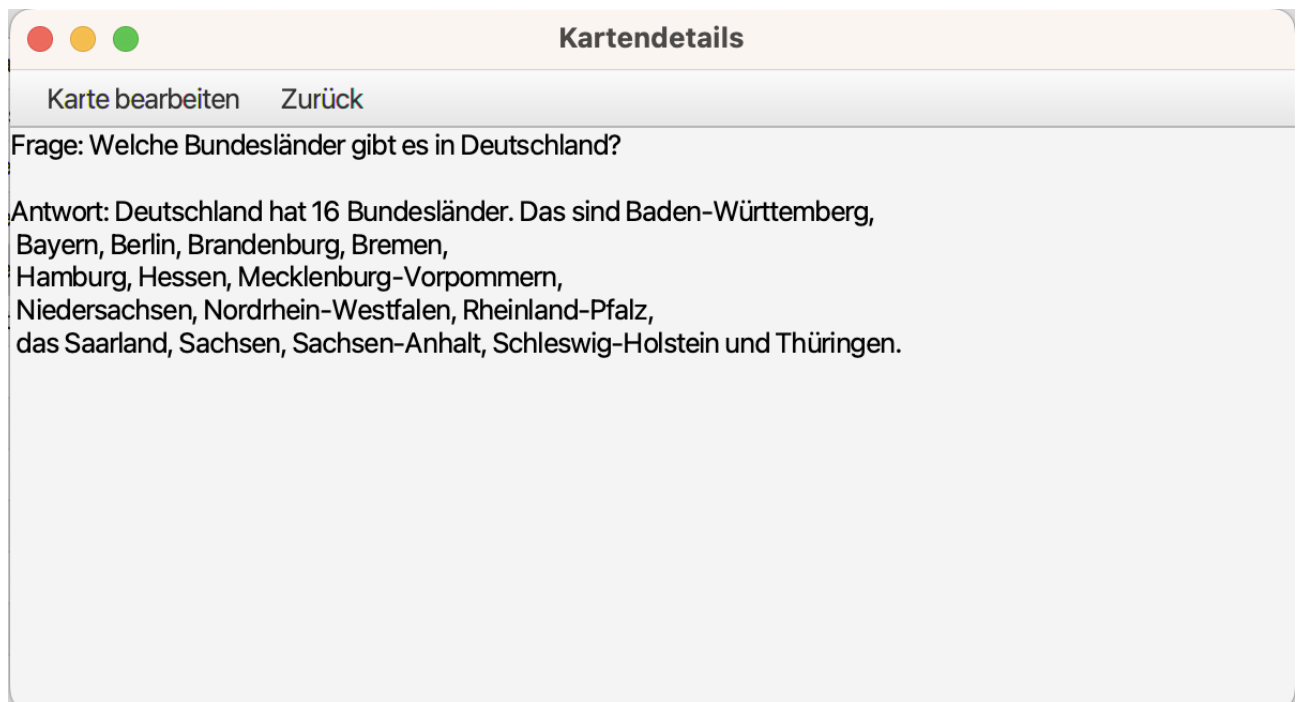 Kartendetails
Karte bearbeiten Zurück
Frage: Welche Bundesländer gibt es in Deutschland?
Antwort: Deutschland hat 16 Bundesländer. Das sind Baden-Württemberg,
Bayern, Berlin, Brandenburg, Bremen,
Hamburg, Hessen, Mecklenburg-Vorpommern,
Niedersachsen, Nordrhein-Westfalen, Rheinland-Pfalz,
das Saarland, Sachsen, Sachsen-Anhalt, Schleswig-Holstein und Thüringen.